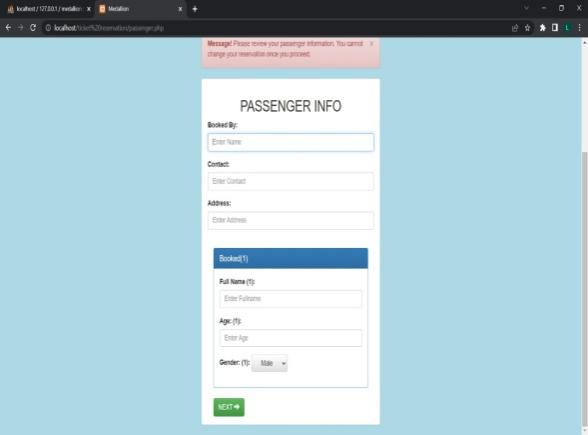 localhost / 127.0.0.1 / medallion x
Medallion x +
localhost/ticket%20reservation/passenger.php
Message! Please review your passenger information. You cannot x
change your reservation once you proceed.
PASSENGER INFO
Booked By:
Enter Name
Contact:
Enter Contact
Address:
Enter Address
Booked(1)
Full Name (1):
Enter Fullname
Age: (1):
Enter Age
Gender: (1): Male
NEXT